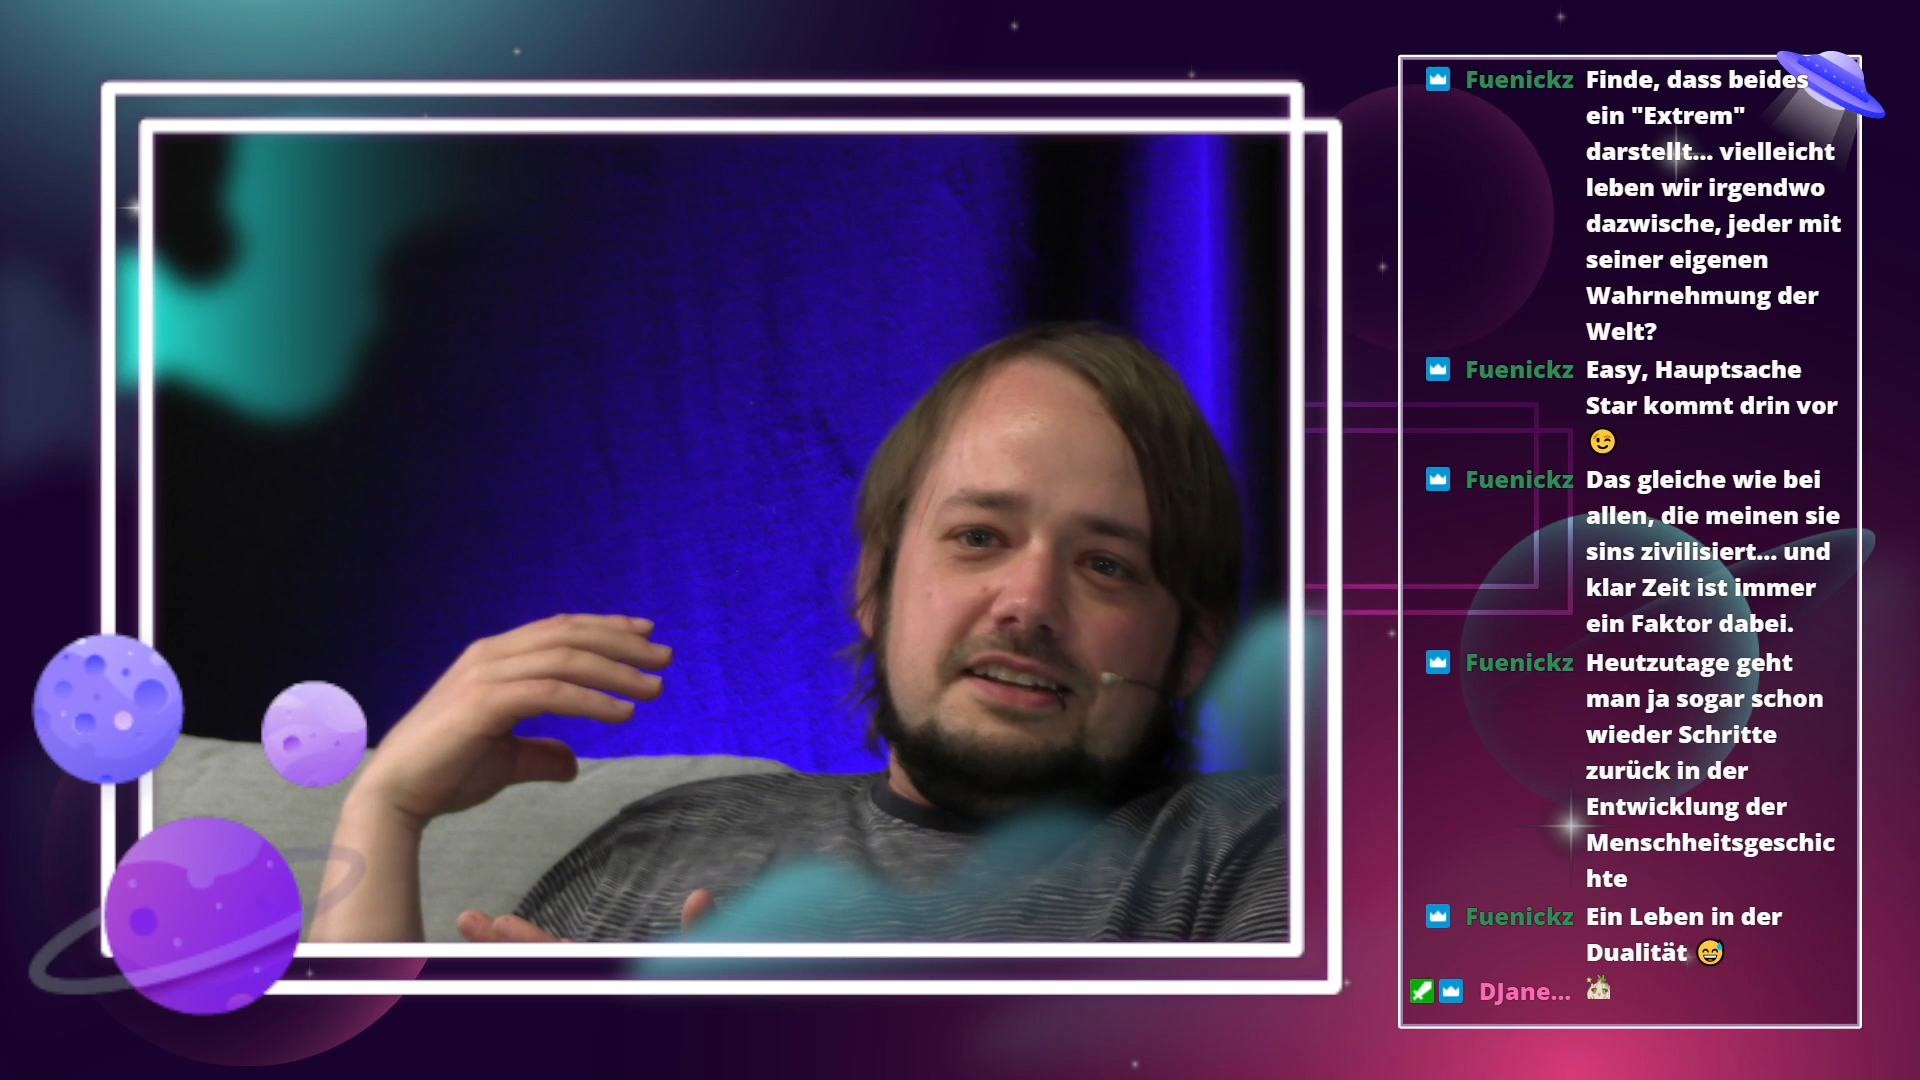 Fuenickz Finde, dass beides
ein "Extrem"
darstellt... vielleicht
leben wir irgendwo
dazwische, jeder mit
seiner eigenen
Wahrnehmung der
Welt?
Fuenickz Easy, Hauptsache
Star kommt drin vor
😉
Fuenickz Das gleiche wie bei
allen, die meinen sie
sins zivilisiert... und
klar Zeit ist immer
ein Faktor dabei.
Fuenickz Heutzutage geht
man ja sogar schon
wieder Schritte
zurück in der
Entwicklung der
Menschheitsgeschic
hte
Fuenickz Ein Leben in der
Dualität 😅
DJane...